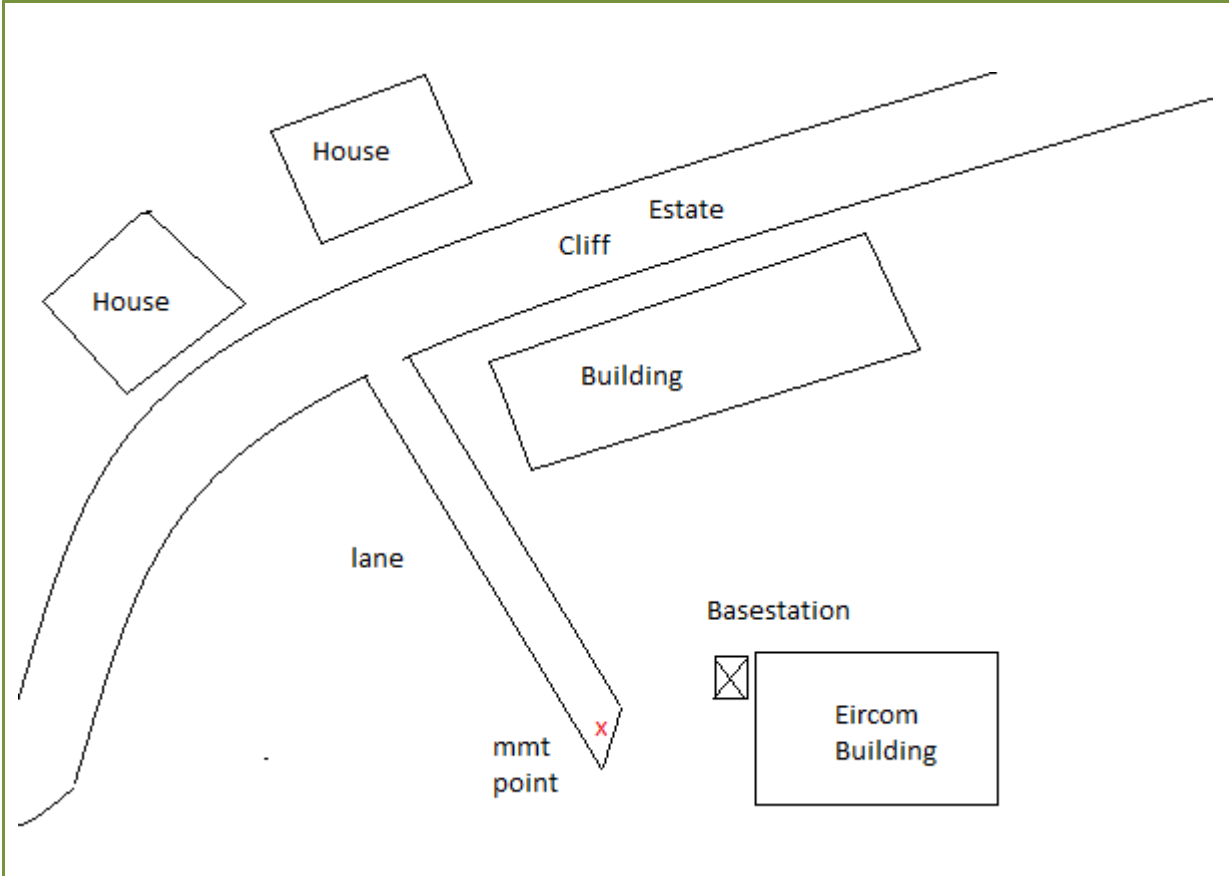 House
Estate
Cliff
House
Building
lane
Basestation
Eircom
Building
x
mmt
point